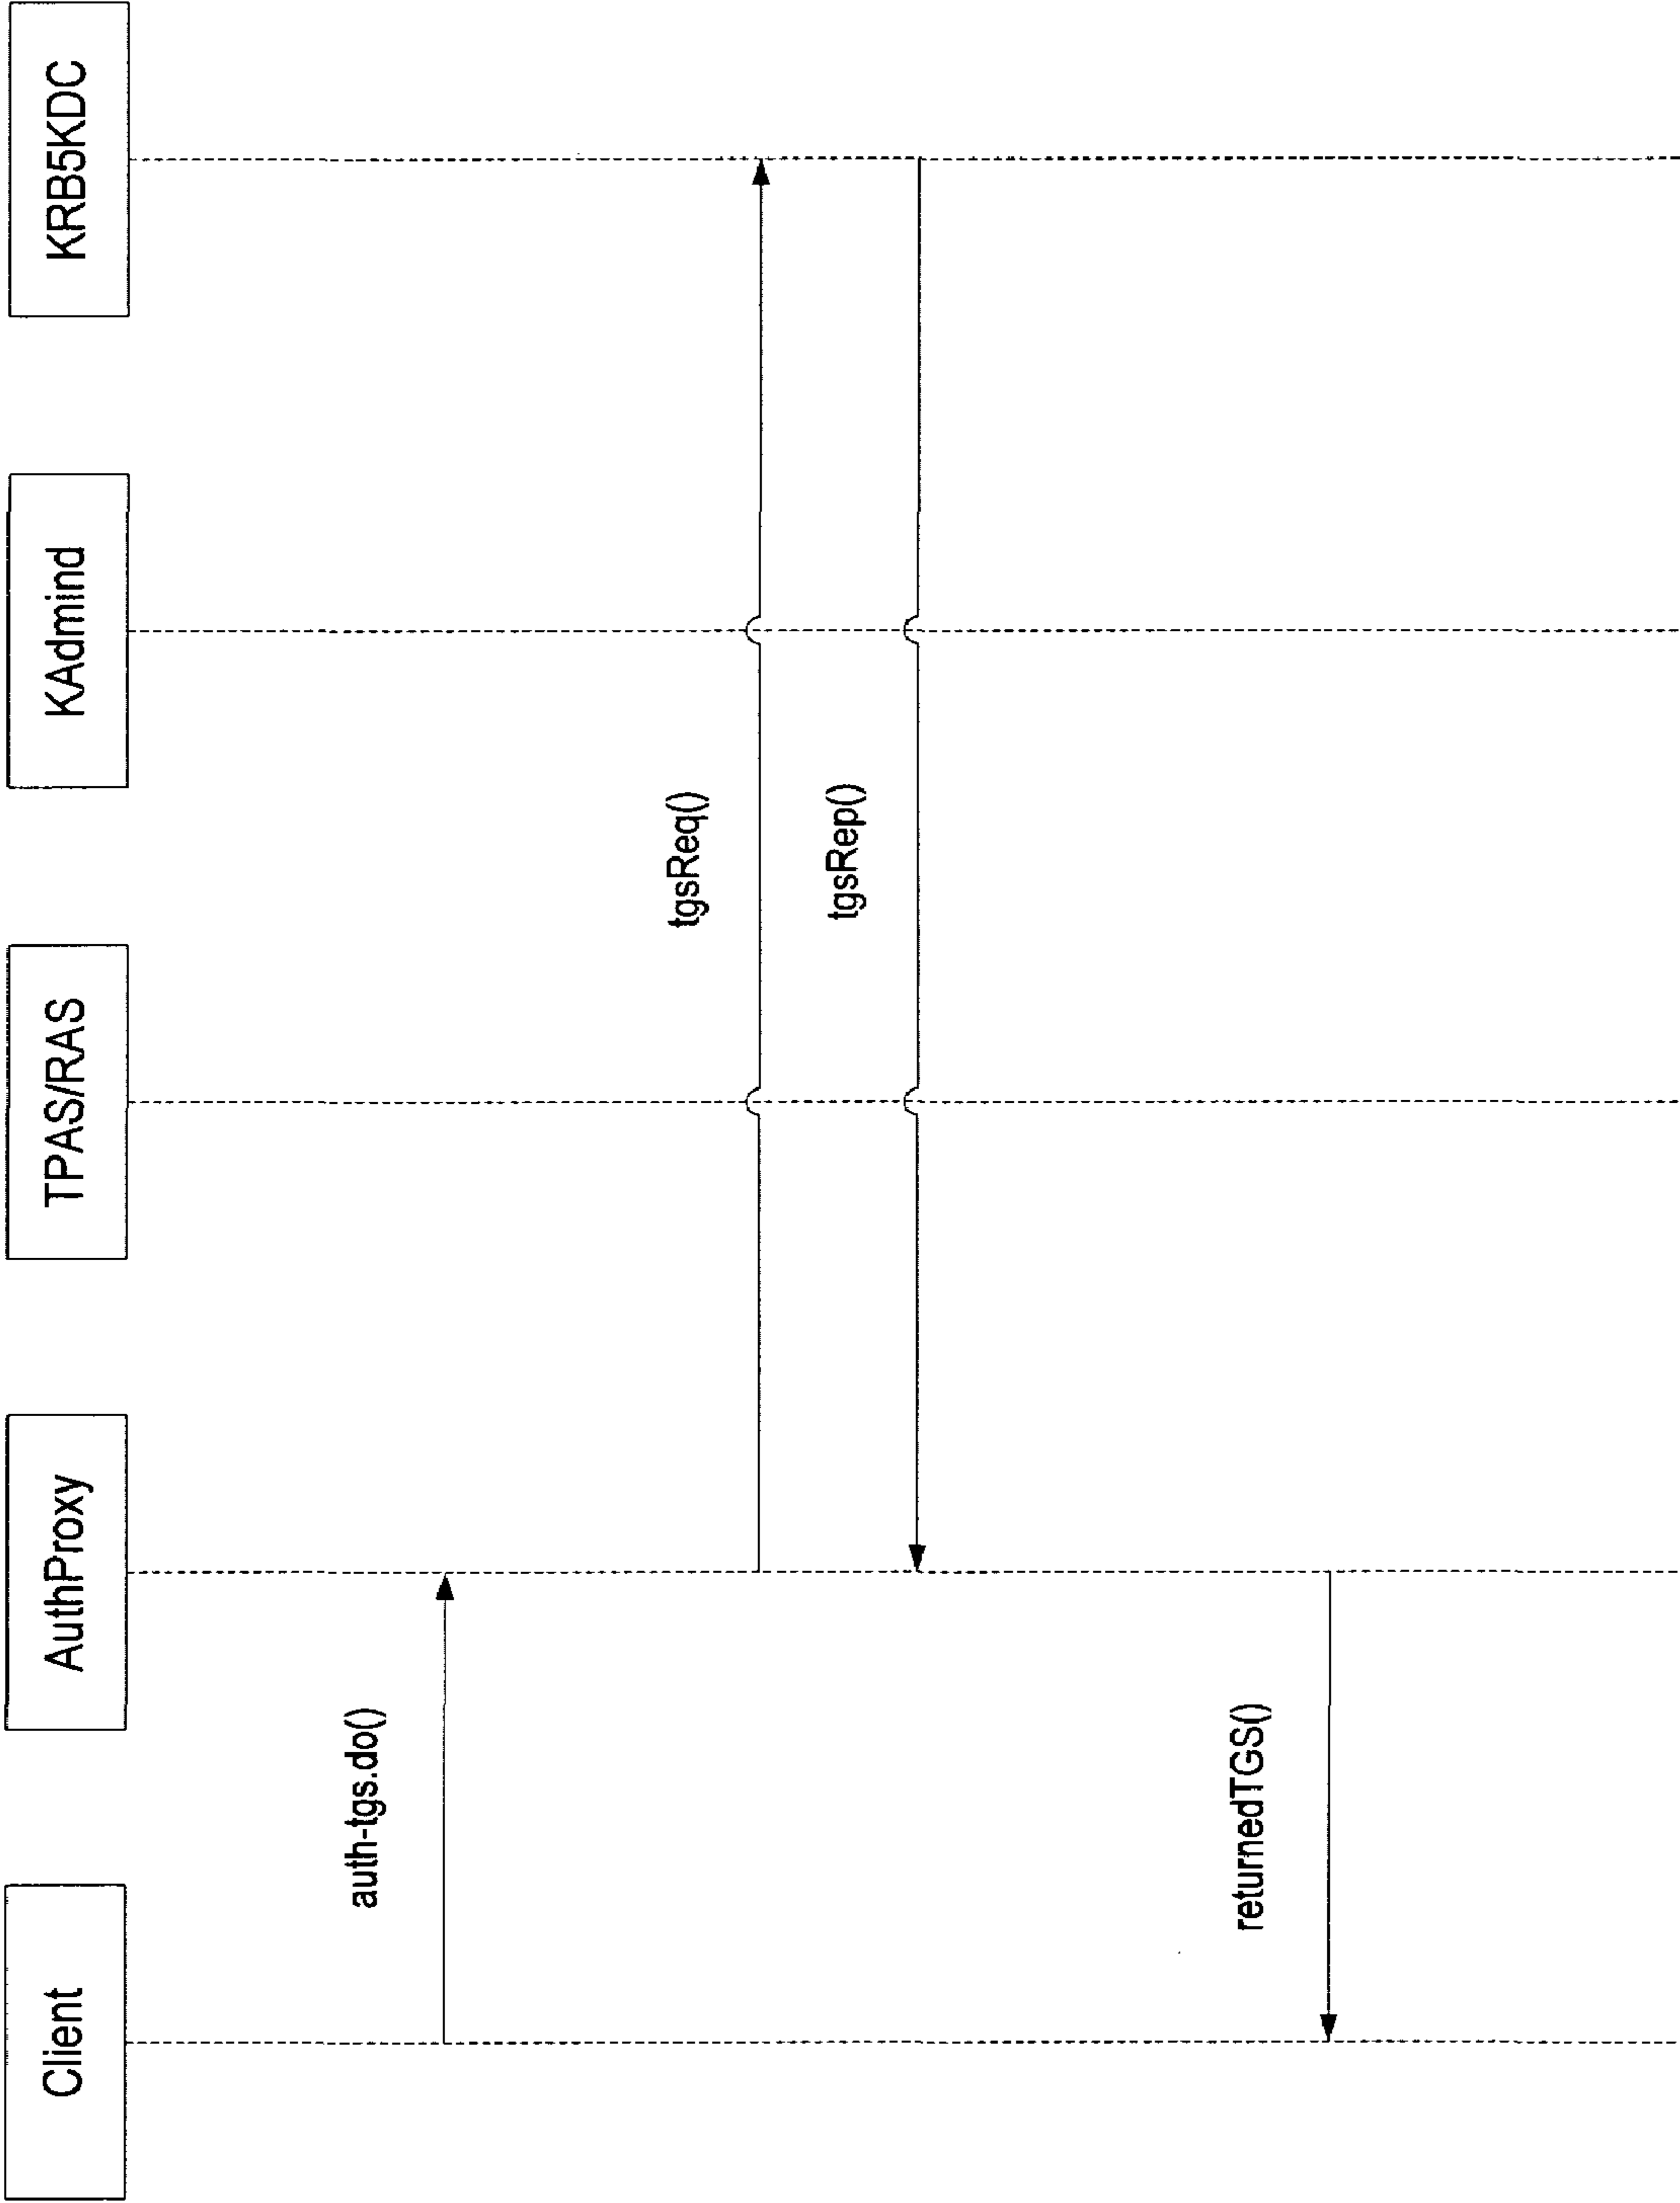 Client
AuthProxy
TPAS/RAS
KAdmind
KRB5KDC
auth-tgs.do()
tgsReq()
tgsRep()
returnedTGS()